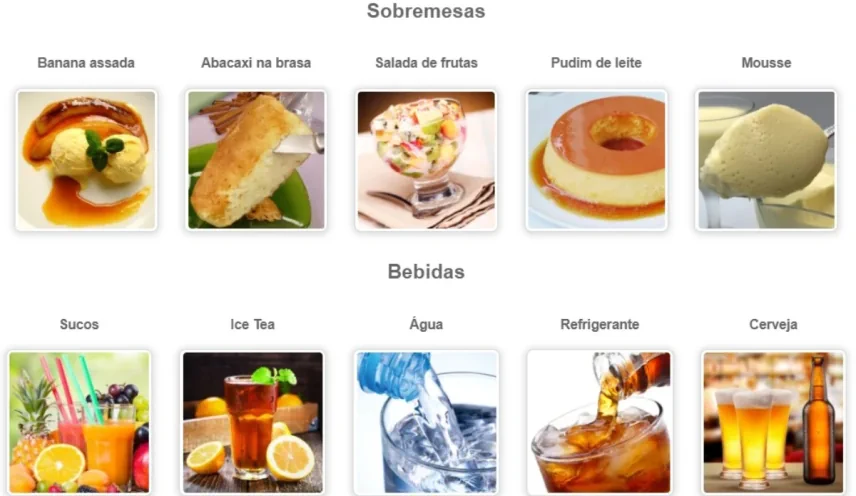 Sobremesas
Banana assada Abacaxi na brasa Salada de frutas Pudim de leite Mousse
Bebidas
Sucos Ice Tea Água Refrigerante Cerveja